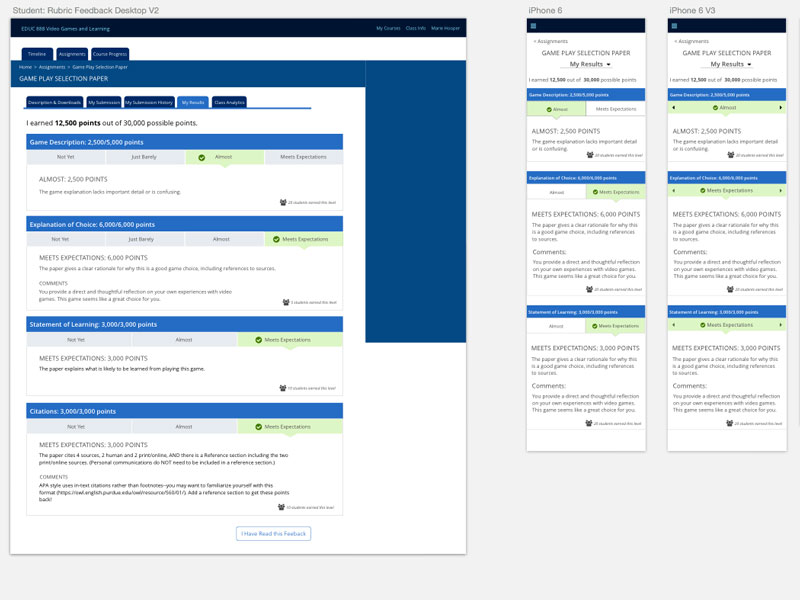 Student: Rubric Feedback Desktop V2
EDUC 888 Video Games and Learning
My Courses Class Info Marie Hooper
Timeline Assignments Course Progress
Home > Assignments > Game Play Selection Paper
GAME PLAY SELECTION PAPER
Description & Downloads My Submission My Submission History My Results Class Analytics
I earned 12,500 points out of 30,000 possible points.
Game Description; 2,500/5,000 points
Not Yet Just Barely Almost Meets Expectations
ALMOST: 2,500 POINTS
The game explanation lacks important detail or is confusing.
20 students earned this level
Explanation of Choice: 6,000/6,000 points
Not Yet Just Barely Almost Meets Expectations
MEETS EXPECTATIONS: 6,000 POINTS
The paper gives a clear rationale for why this is a good game choice, including references to sources.
COMMENTS
You provide a direct and thoughtful reflection on your own experiences with video
games. This game seems like a great choice for you.
5 students earned this level
Statement of Learning: 3,000/3,000 points
Not Yet Almost Meets Expectations
MEETS EXPECTATIONS: 3,000 POINTS
The paper explains what is likely to be learned from playing this game.
10 students earned this level
Citations: 3,000/3,000 points
Not Yet Almost Meets Expectations
MEETS EXPECTATIONS: 3,000 POINTS
The paper cites 4 sources, 2 human and 2 print/online, AND there is a Reference section including the two
print/online sources. (Personal communications do NOT need to be included in a reference section.)
COMMENTS
APA style uses in-text citations rather than footnotes--you may want to familiarize yourself with this
format (https://owl.english.purdue.edu/owl/resource/560/01/). Add a reference section to get these points
back!
10 students earned this level
I Have Read this Feeback
iPhone 6
< Assignments
GAME PLAY SELECTION PAPER
My Results
I earned 12,500 out of 30,000 possible points
Game Description: 2,500/5,000 points
Almost Meets Expectations
ALMOST: 2,500 POINTS
The game explanation lacks important detail
or is confusing.
20 students earned this level
Explanation of Choice: 6,000/6,000 points
Almost Meets Expectations
MEETS EXPECTATIONS: 6,000 POINTS
The paper gives a clear rationale for why this
is a good game choice, including references
to sources.
Comments:
You provide a direct and thoughtful reflection
on your own experiences with video games.
This game seems like a great choice for you.
20 students earned this level
Statement of Learning: 3,000/3,000 points
Almost Meets Expectations
MEETS EXPECTATIONS: 3,000 POINTS
The paper gives a clear rationale for why this
is a good game choice, including references
to sources.
Comments:
You provide a direct and thoughtful reflection
on your own experiences with video games.
This game seems like a great choice for you.
20 students earned this level
iPhone 6 V3
< Assignments
GAME PLAY SELECTION PAPER
My Results
I earned 12,500 out of 30,000 possible points
Game Description: 2,500/5,000 points
Almost
ALMOST: 2,500 POINTS
The game explanation lacks important detail
or is confusing.
20 students earned this level
Explanation of Choice: 6,000/6,000 points
Meets Expectations
MEETS EXPECTATIONS: 6,000 POINTS
The paper gives a clear rationale for why this
is a good game choice, including references
to sources.
Comments:
You provide a direct and thoughtful reflection
on your own experiences with video games.
This game seems like a great choice for you.
20 students earned this level
Statement of Learning: 3,000/3,000 points
Meets Expectations
MEETS EXPECTATIONS: 3,000 POINTS
The paper gives a clear rationale for why this
is a good game choice, including references
to sources.
Comments:
You provide a direct and thoughtful reflection
on your own experiences with video games.
This game seems like a great choice for you.
20 students earned this level